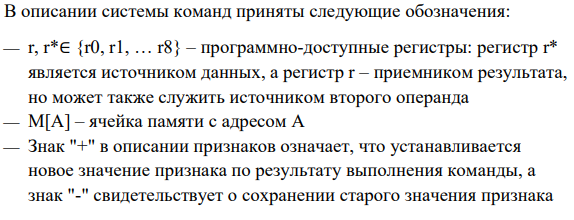 В описании системы команд приняты следующие обозначения:
— r, r*∈ {r0, r1, … r8} – программно-доступные регистры: регистр r*
является источником данных, а регистр r – приемником результата,
но может также служить источником второго операнда
— M[A] – ячейка памяти с адресом А
— Знак "+" в описании признаков означает, что устанавливается
новое значение признака по результату выполнения команды, а
знак "-" свидетельствует о сохранении старого значения признака